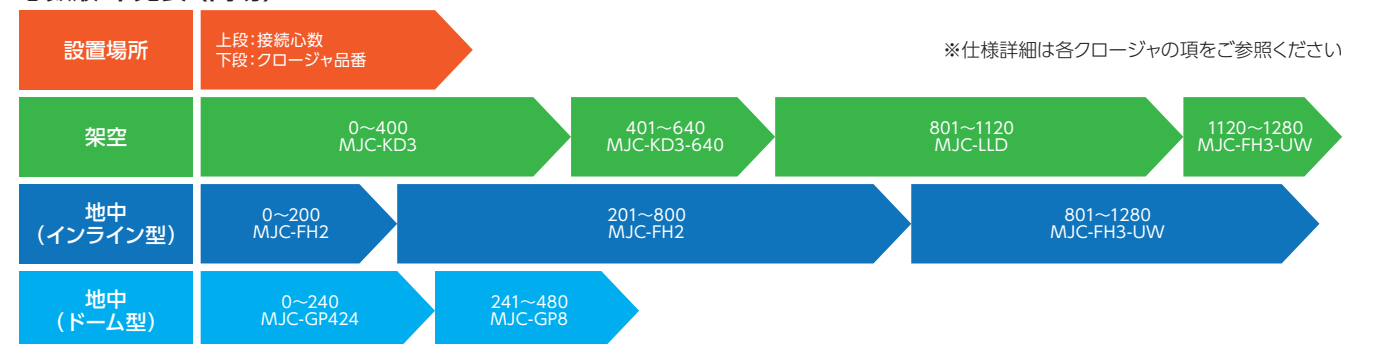 設置場所
上段：接続心数
下段：クロージャ品番
※仕様詳細は各クロージャの項をご参照ください
架空
0～400
MJC-KD3
401～640
MJC-KD3-640
801～1120
MJC-LLD
1120～1280
MJC-FH3-UW
地中
（インライン型）
0～200
MJC-FH2
201～800
MJC-FH2
801～1280
MJC-FH3-UW
地中
（ドーム型）
0～240
MJC-GP424
241～480
MJC-GP8